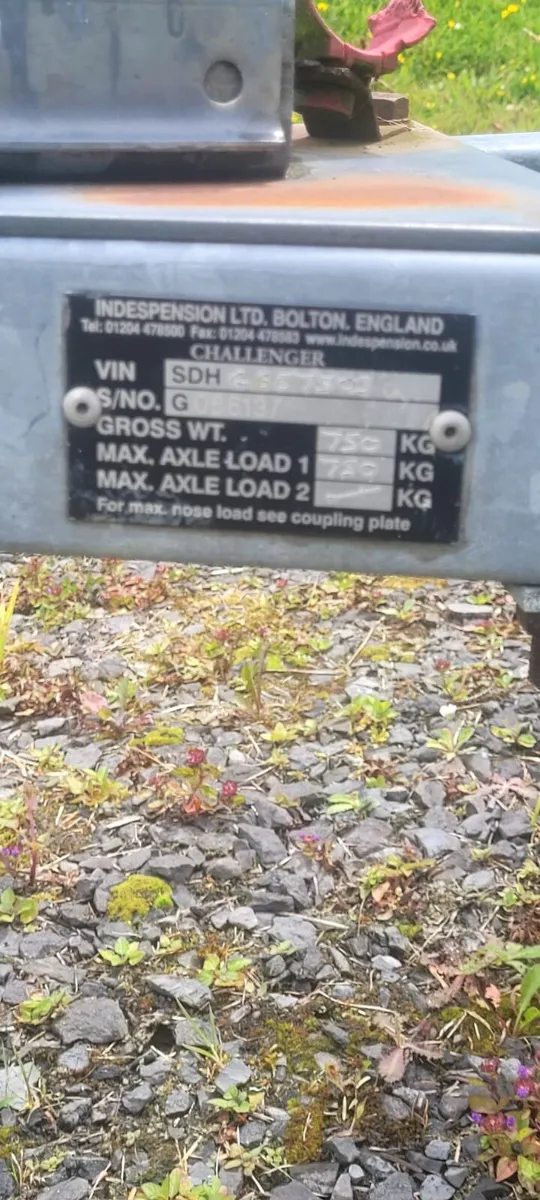 INDESPENSION LTD. BOLTON. ENGLAND
Tel: 01204 478500 Fax: 01204 478583 www.indespension.co.uk
CHALLENGER
VIN SDH
S/NO. G 056137
GROSS WT. 750 KG
MAX. AXLE LOAD 1 750 KG
MAX. AXLE LOAD 2 — KG
For max. nose load see coupling plate